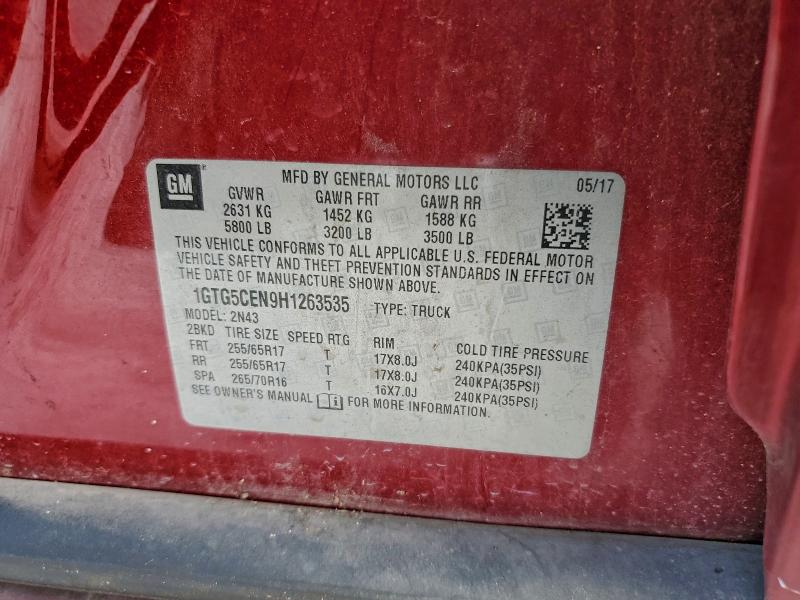 GM
MFD BY GENERAL MOTORS LLC 05/17
GVWR GAWR FRT GAWR RR
2631 KG 1452 KG 1588 KG
5800 LB 3200 LB 3500 LB
THIS VEHICLE CONFORMS TO ALL APPLICABLE U.S. FEDERAL MOTOR
VEHICLE SAFETY AND THEFT PREVENTION STANDARDS IN EFFECT ON
THE DATE OF MANUFACTURE SHOWN ABOVE.
1GTG5CEN9H1263535 TYPE: TRUCK
MODEL: 2N43
2BKD TIRE SIZE SPEED RTG RIM COLD TIRE PRESSURE
FRT 255/65R17 T 17X8.0J 240KPA(35PSI)
RR 255/65R17 T 17X8.0J 240KPA(35PSI)
SPA 265/70R16 T 16X7.0J 240KPA(35PSI)
SEE OWNER'S MANUAL FOR MORE INFORMATION.